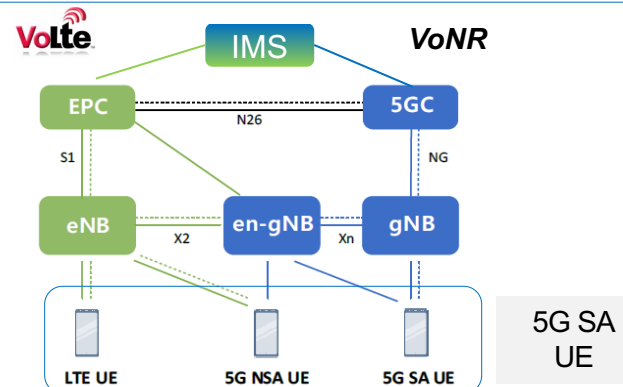 VoLTE
IMS
VoNR
EPC
5GC
N26
S1
NG
eNB
en-gNB
gNB
X2
Xn
LTE UE
5G NSA UE
5G SA UE
5G SA
UE